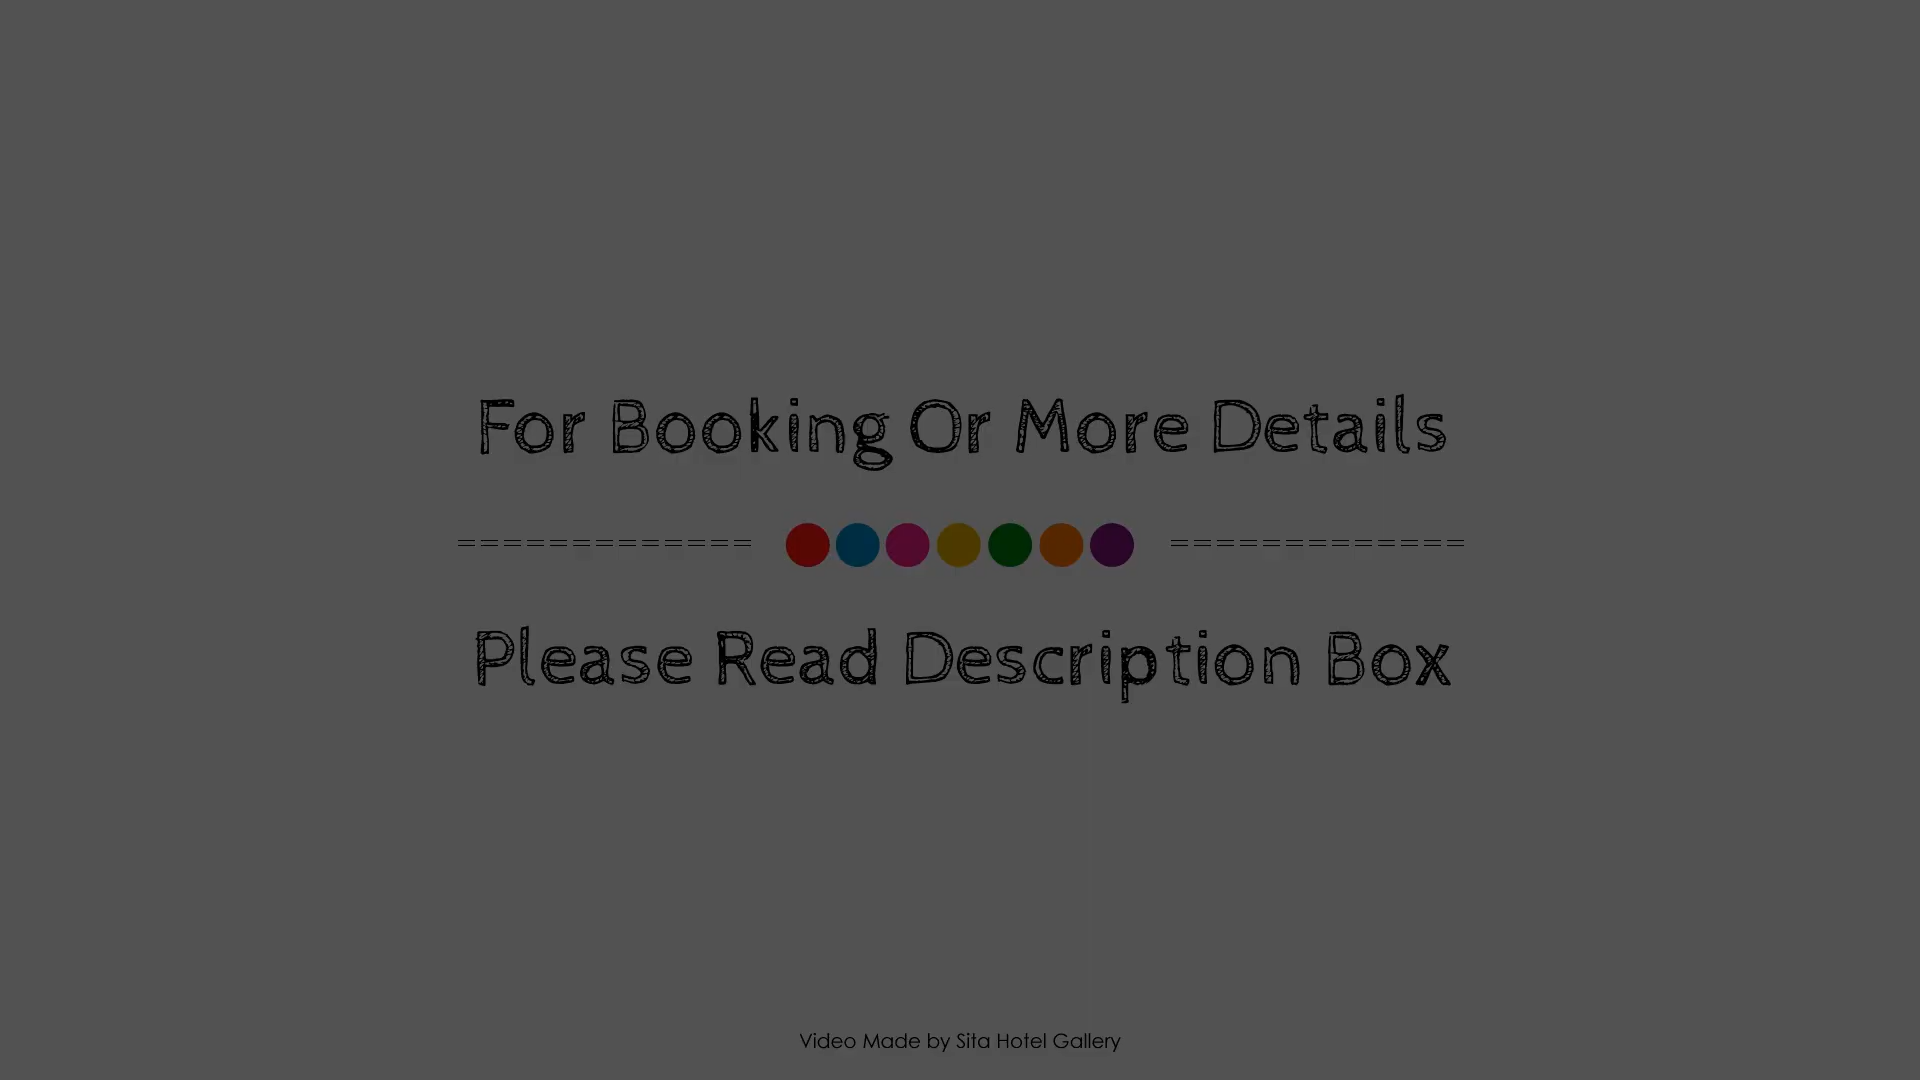 For Booking Or More Details
============= =============
Please Read Description Box
Video Made by Sita Hotel Gallery